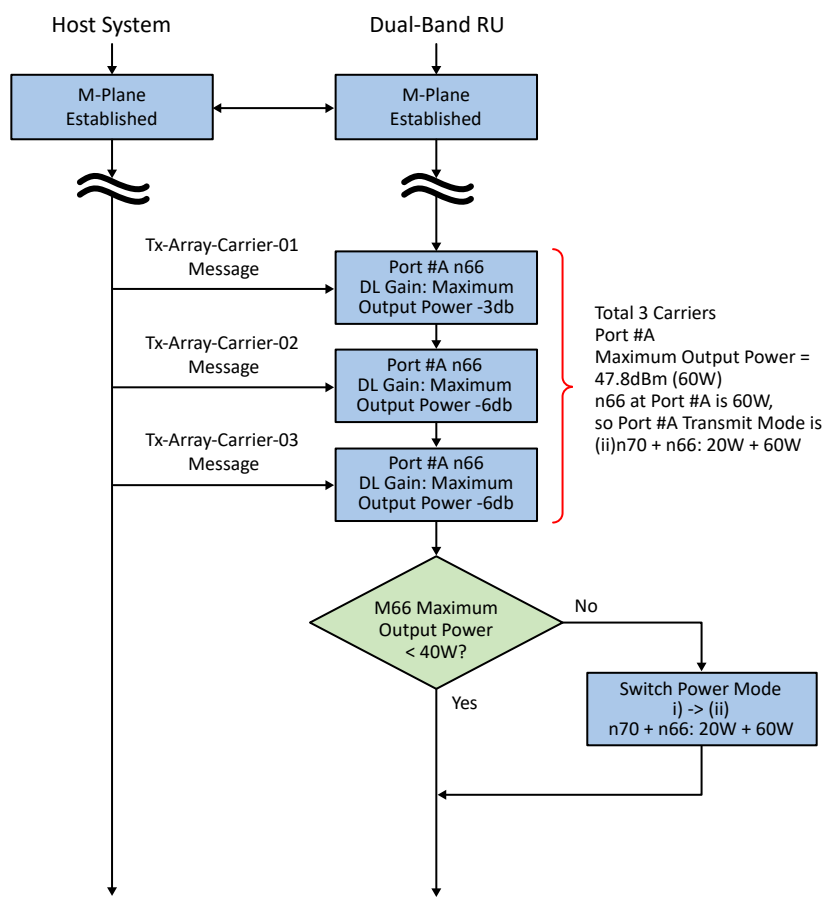 Host System
Dual-Band RU
M-Plane
Established
M-Plane
Established
Tx-Array-Carrier-01
Message
Port #A n66
DL Gain: Maximum
Output Power -3db
Tx-Array-Carrier-02
Message
Port #A n66
DL Gain: Maximum
Output Power -6db
Tx-Array-Carrier-03
Message
Port #A n66
DL Gain: Maximum
Output Power -6db
Total 3 Carriers
Port #A
Maximum Output Power =
47.8dBm (60W)
n66 at Port #A is 60W,
so Port #A Transmit Mode is
(ii)n70 + n66: 20W + 60W
M66 Maximum
Output Power
< 40W?
No
Yes
Switch Power Mode
i) -> (ii)
n70 + n66: 20W + 60W